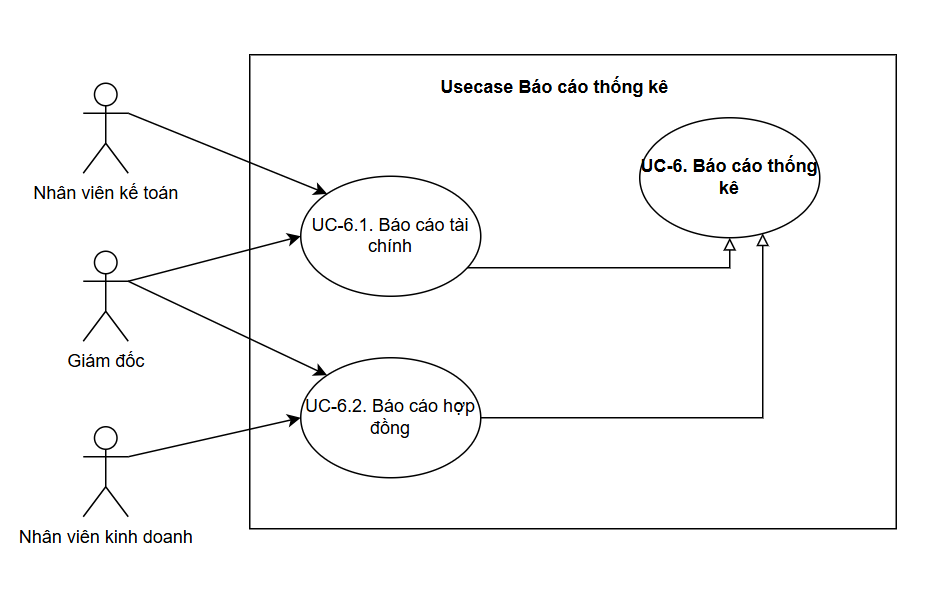 Usecase Báo cáo thống kê
UC-6. Báo cáo thống
kê
Nhân viên kế toán
UC-6.1. Báo cáo tài
chính
Giám đốc
UC-6.2. Báo cáo hợp
đồng
Nhân viên kinh doanh